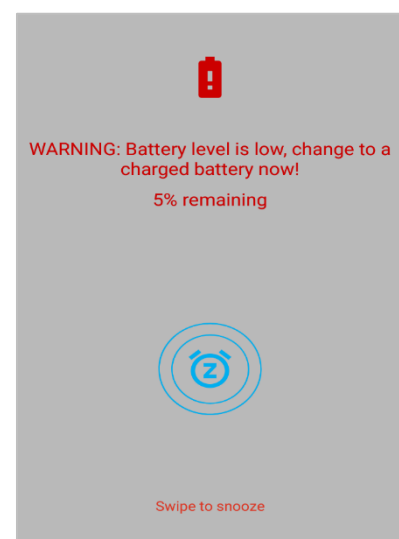 WARNING: Battery level is low, change to a
charged battery now!
5% remaining
Z
Swipe to snooze